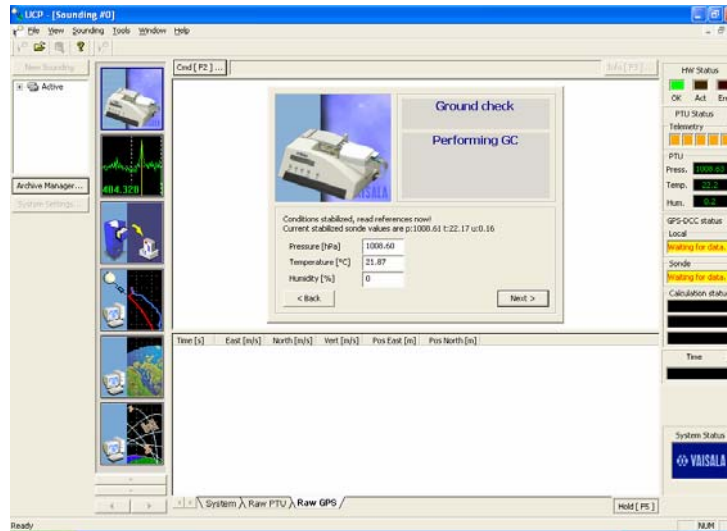 UCP - [Sounding #0]
File View Sounding Tools Window Help
New Sounding
Active
Archive Manager...
System Settings...
404.320
Cmd [ F2 ] ...
Info [ F3 ] ...
VAISALA
Ground check
Performing GC
Conditions stabilized, read references now!
Current stabilized sonde values are p:1008.61 t:22.17 u:0.16
Pressure [hPa] 1008.60
Temperature [°C] 21.87
Humidity [%] 0
< Back
Next >
Time [s] East [m/s] North [m/s] Vert [m/s] Pos East [m] Pos North [m]
System Raw PTU Raw GPS
Hold [ F5 ]
HW Status
OK Act Err
PTU Status
Telemetry
PTU
Press. 1008.63
Temp. 22.2
Hum. 0.2
GPS-DCC status
Local
Waiting for data.
Sonde
Waiting for data.
Calculation status
Time
System Status
VAISALA
Ready
NUM